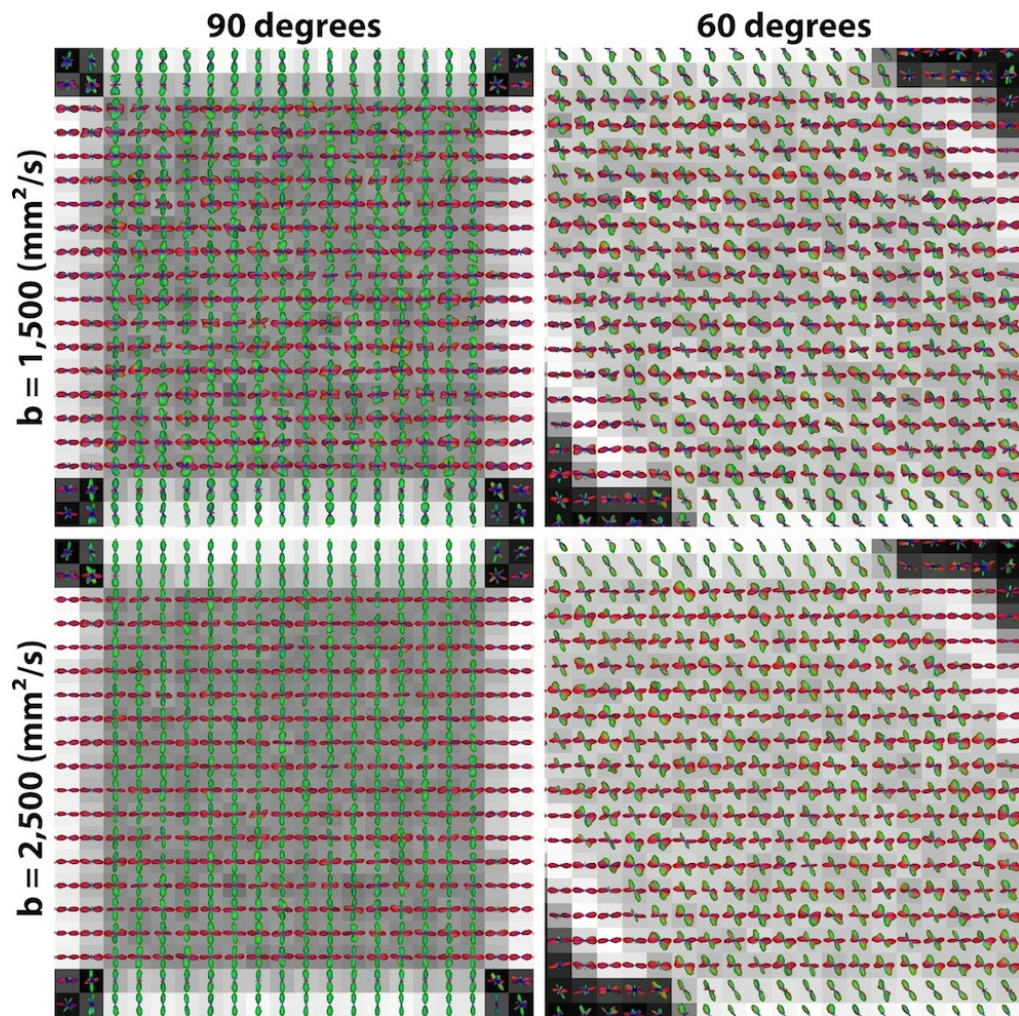 90 degrees
60 degrees
b = 1,500 (mm²/s)
b = 2,500 (mm²/s)